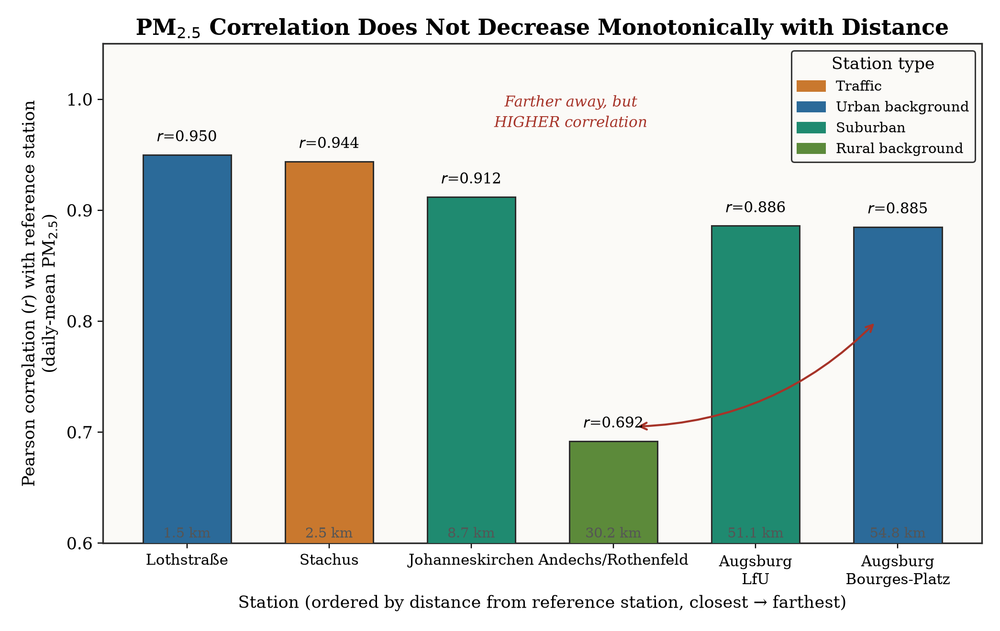 PM₂.₅ Correlation Does Not Decrease Monotonically with Distance
Pearson correlation (r) with reference station
(daily-mean PM₂.₅)
1.0
0.9
0.8
0.7
0.6
Farther away, but
HIGHER correlation
Station type
Traffic
Urban background
Suburban
Rural background
r=0.950
r=0.944
r=0.912
r=0.692
r=0.886
r=0.885
1.5 km
2.5 km
8.7 km
30.2 km
51.1 km
54.8 km
Lothstraße
Stachus
Johanneskirchen
Andechs/Rothenfeld
Augsburg
LfU
Augsburg
Bourges-Platz
Station (ordered by distance from reference station, closest → farthest)